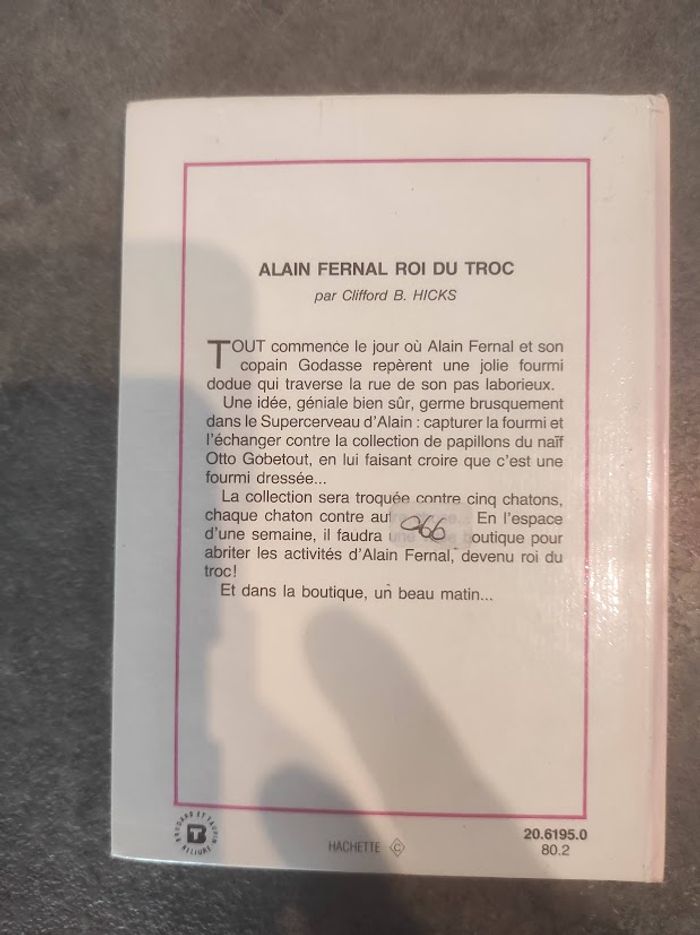 ALAIN FERNAL ROI DU TROC
par Clifford B. HICKS
TOUT commence le jour où Alain Fernal et son
copain Godasse repèrent une jolie fourmi
dodue qui traverse la rue de son pas laborieux.
Une idée, géniale bien sûr, germe brusquement
dans le Supercerveau d'Alain : capturer la fourmi et
l'échanger contre la collection de papillons du naïf
Otto Gobetout, en lui faisant croire que c'est une
fourmi dressée...
La collection sera troquée contre cinq chatons,
chaque chaton contre En l'espace
d'une semaine, il faudra pour
abriter les activités d'Alain Fernal, devenu roi du
troc!
Et dans la boutique, un beau matin...
BRODARD ET TAUPIN
RELIURE
HACHETTE C
20.6195.0
80.2